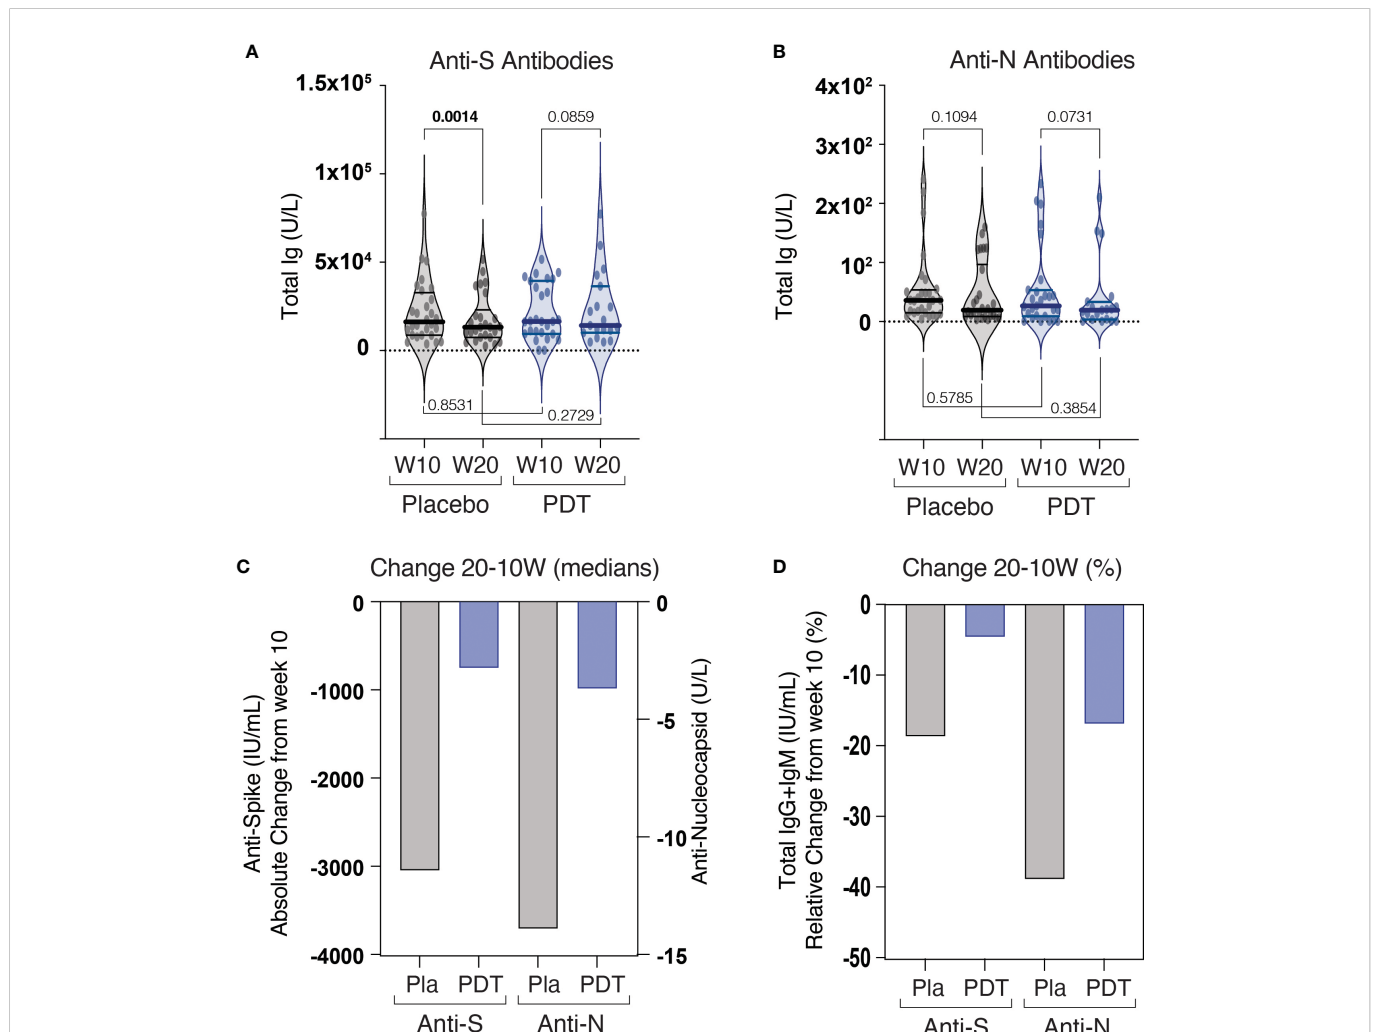 A
Anti-S Antibodies
1.5x10⁵
1x10⁵
5x10⁴
0
Total Ig (U/L)
0.0014
0.0859
0.8531
0.2729
W10 W20 W10 W20
Placebo PDT
B
Anti-N Antibodies
4x10²
3x10²
2x10²
10²
0
Total Ig (U/L)
0.1094
0.0731
0.5785
0.3854
W10 W20 W10 W20
Placebo PDT
C
Change 20-10W (medians)
0
-1000
-2000
-3000
-4000
Anti-Spike (IU/mL)
Absolute Change from week 10
0
-5
-10
-15
Anti-Nucleocapsid (U/L)
Pla PDT Pla PDT
Anti-S Anti-N
D
Change 20-10W (%)
0
-10
-20
-30
-40
-50
Total IgG+IgM (IU/mL)
Relative Change from week 10 (%)
Pla PDT Pla PDT
Anti-S Anti-N